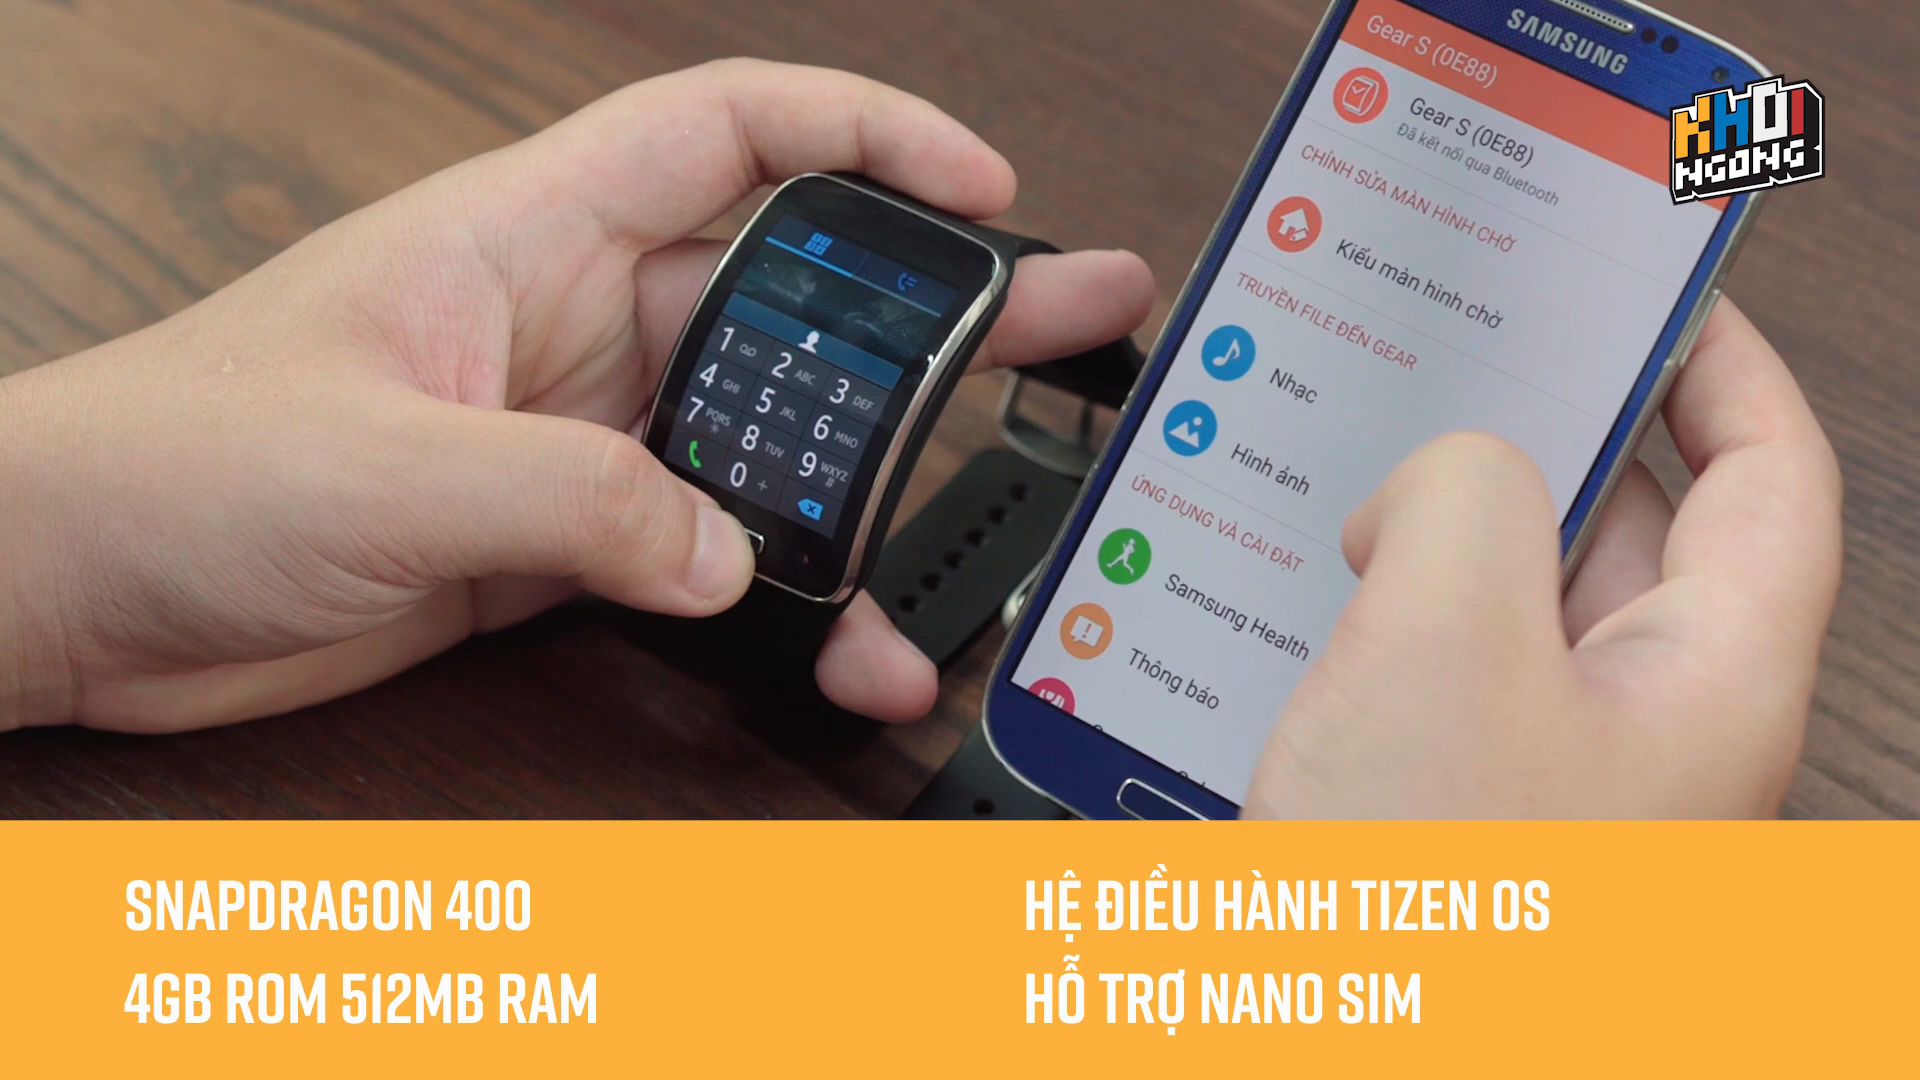 SAMSUNG
Gear S (0E88)
Gear S (0E88)
Đã kết nối qua Bluetooth
CHỈNH SỬA MÀN HÌNH CHỜ
Kiểu màn hình chờ
TRUYỀN FILE ĐẾN GEAR
Nhạc
Hình ảnh
ỨNG DỤNG VÀ CÀI ĐẶT
Samsung Health
Thông báo
KHOI
NGONG
1 2 ABC 3 DEF
4 GHI 5 JKL 6 MNO
7 PQRS * 8 TUV 9 WXYZ #
0 +
SNAPDRAGON 400
4GB ROM 512MB RAM
HỆ ĐIỀU HÀNH TIZEN OS
HỖ TRỢ NANO SIM